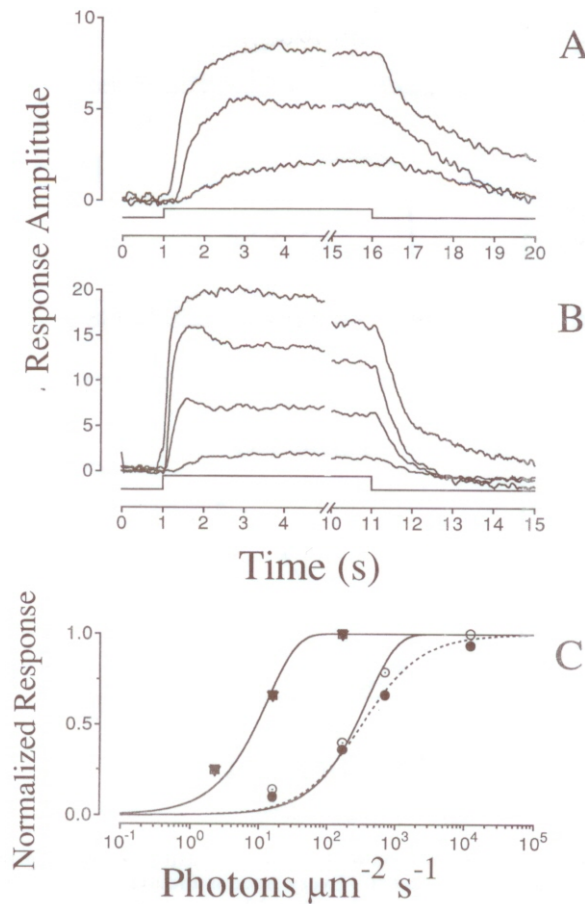 A
Response Amplitude
10
5
0
0 1 2 3 4 15 16 17 18 19 20
B
20
15
10
5
0
0 1 2 3 4 10 11 12 13 14 15
Time (s)
C
Normalized Response
1.0
0.5
0.0
10⁻¹ 10⁰ 10¹ 10² 10³ 10⁴ 10⁵
Photons μm⁻² s⁻¹